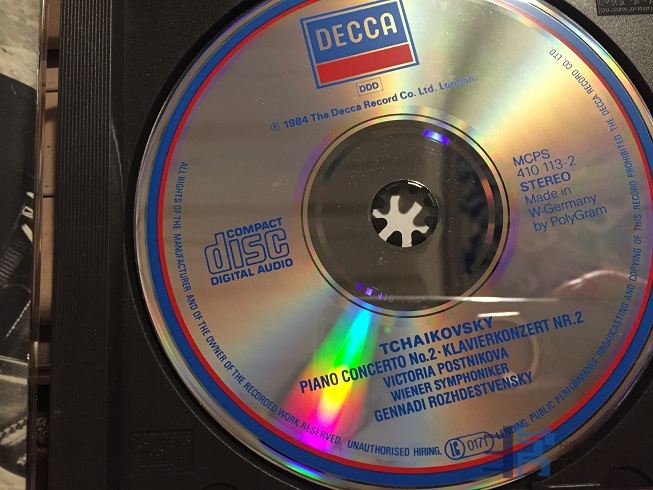 DECCA
DDD
℗ 1984 The Decca Record Co. Ltd. London.
MCPS
410 113-2
STEREO
Made in
W-Germany
by PolyGram
COMPACT
disc
DIGITAL AUDIO
TCHAIKOVSKY
PIANO CONCERTO No.2·KLAVIERKONZERT NR.2
VICTORIA POSTNIKOVA
WIENER SYMPHONIKER
GENNADI ROZHDESTVENSKY
ALL RIGHTS OF THE MANUFACTURER AND OF THE OWNER OF THE RECORDED WORK RESERVED. UNAUTHORISED HIRING, LC 0171 LENDING, PUBLIC PERFORMANCE, BROADCASTING AND COPYING OF THIS RECORD PROHIBITED. THE DECCA RECORD CO LTD